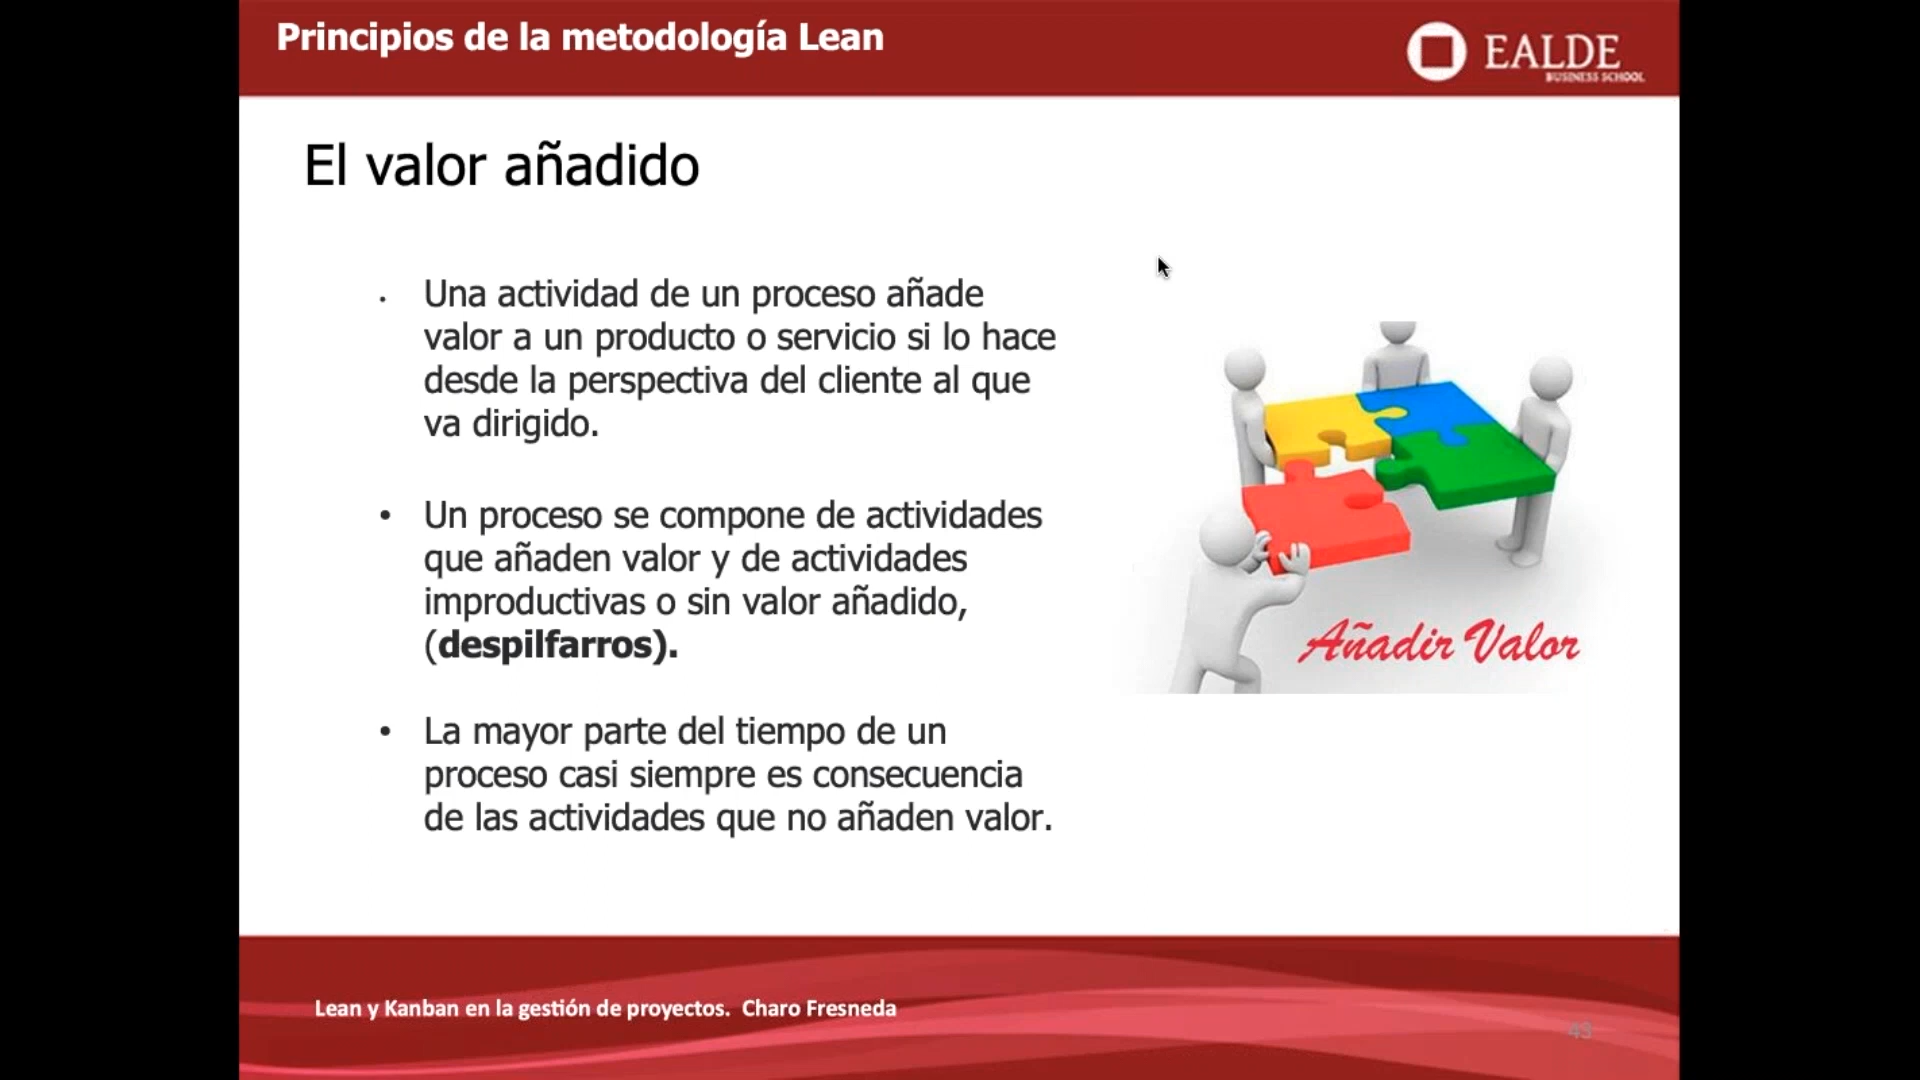 Principios de la metodología Lean
EALDE
BUSINESS SCHOOL
El valor añadido
• Una actividad de un proceso añade
valor a un producto o servicio si lo hace
desde la perspectiva del cliente al que
va dirigido.
• Un proceso se compone de actividades
que añaden valor y de actividades
improductivas o sin valor añadido,
(despilfarros).
• La mayor parte del tiempo de un
proceso casi siempre es consecuencia
de las actividades que no añaden valor.
Añadir Valor
Lean y Kanban en la gestión de proyectos. Charo Fresneda
43